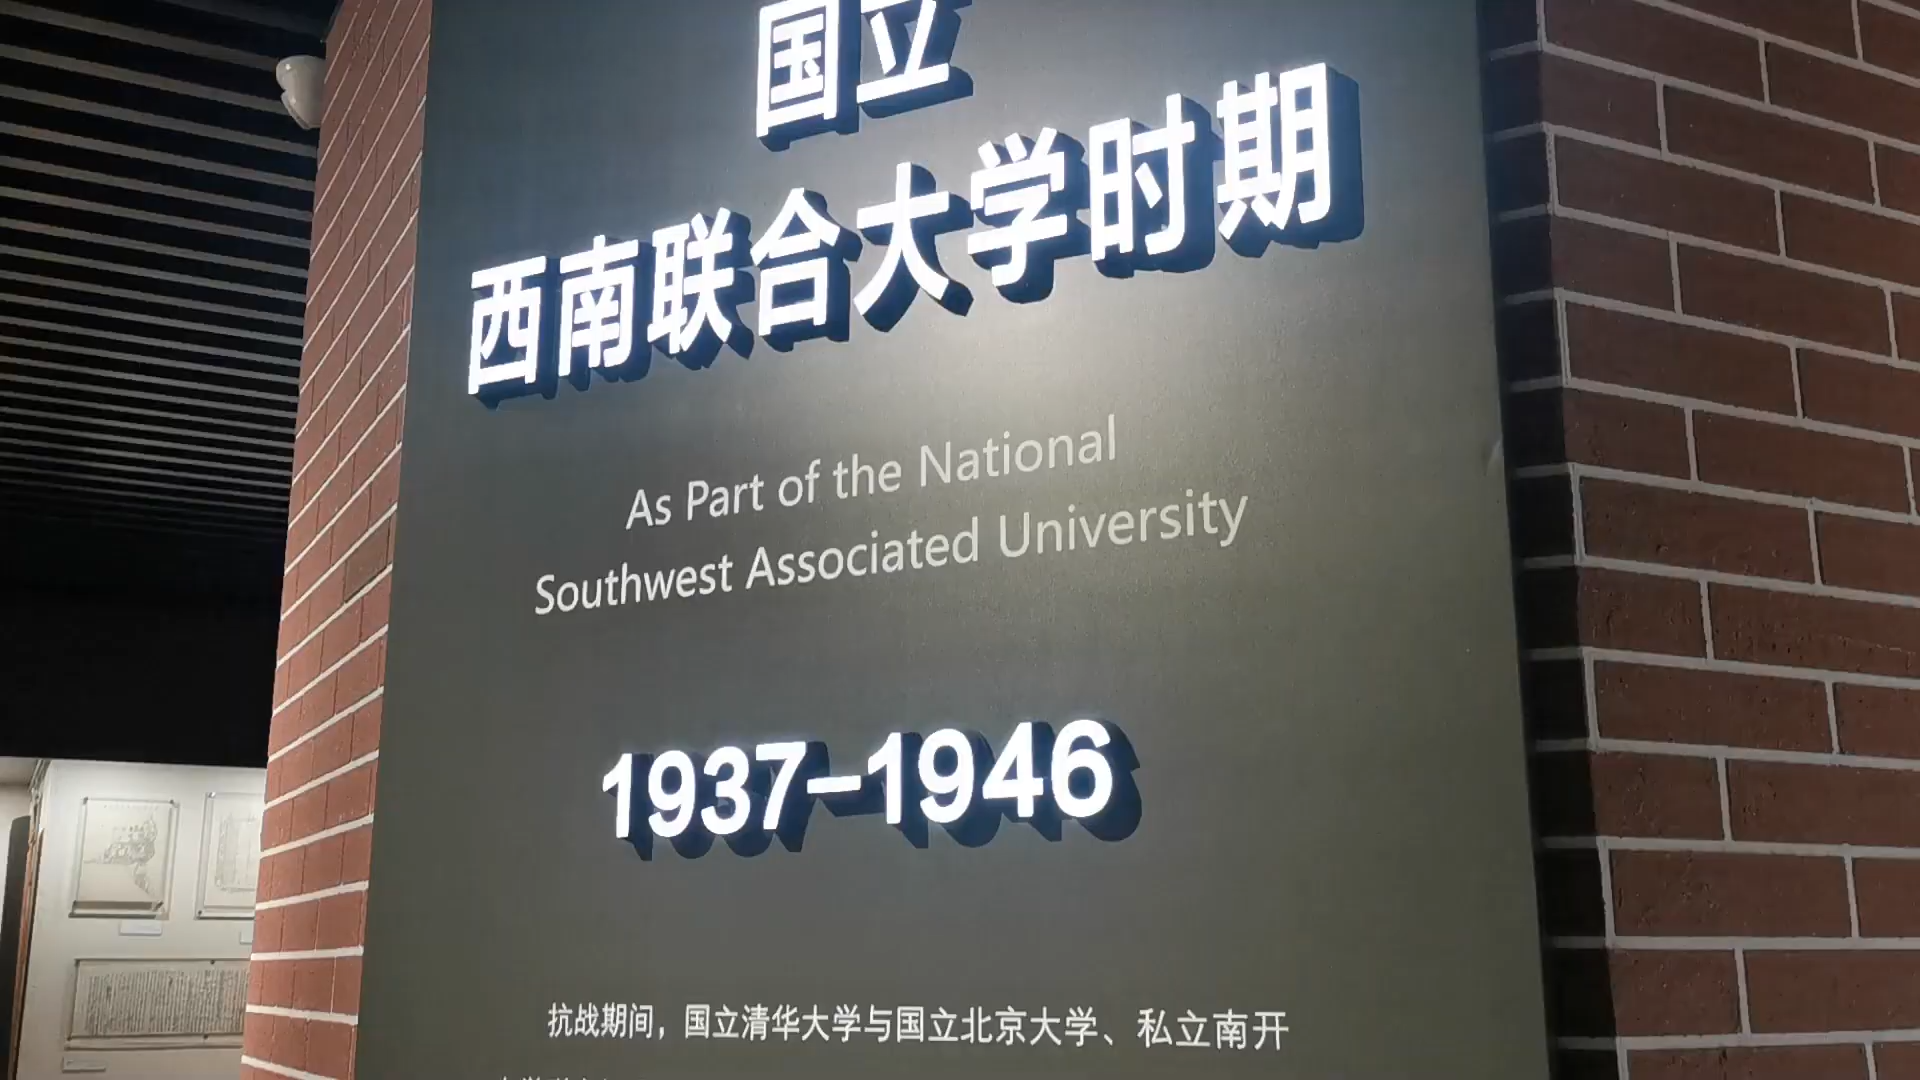 国立
西南联合大学时期
As Part of the National
Southwest Associated University
1937-1946
抗战期间，国立清华大学与国立北京大学、私立南开